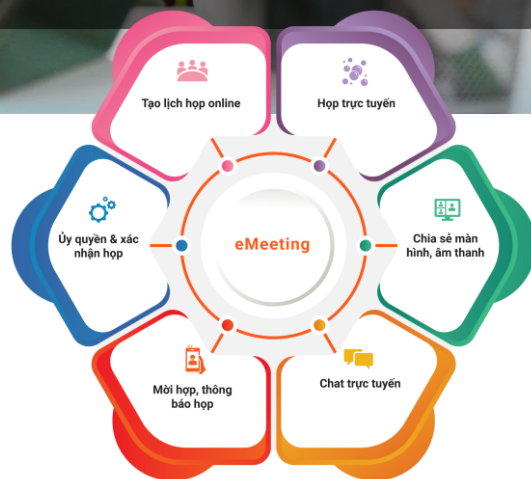 Tạo lịch họp online
Họp trực tuyến
Ủy quyền & xác
nhận họp
eMeeting
Chia sẻ màn
hình, âm thanh
Mời hợp, thông
báo họp
Chat trực tuyến